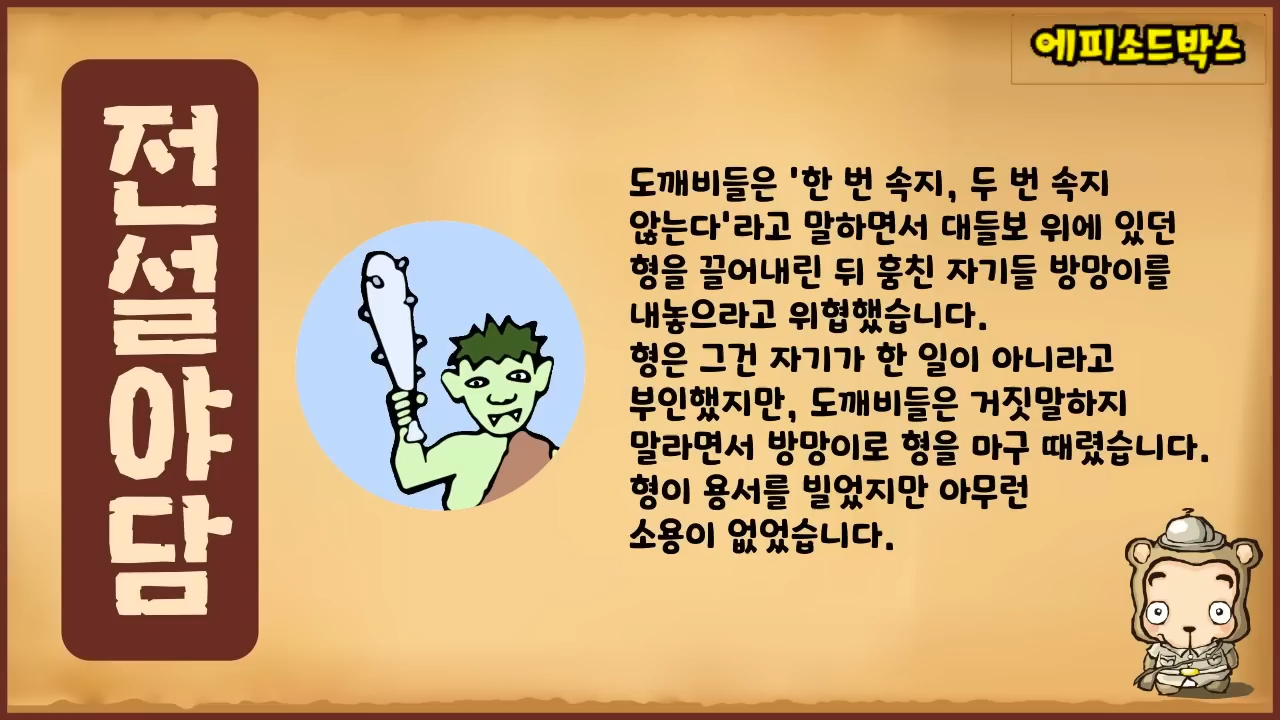 에피소드박스
전설야담
도깨비들은 '한 번 속지, 두 번 속지
않는다'라고 말하면서 대들보 위에 있던
형을 끌어내린 뒤 훔친 자기들 방망이를
내놓으라고 위협했습니다.
형은 그건 자기가 한 일이 아니라고
부인했지만, 도깨비들은 거짓말하지
말라면서 방망이로 형을 마구 때렸습니다.
형이 용서를 빌었지만 아무런
소용이 없었습니다.